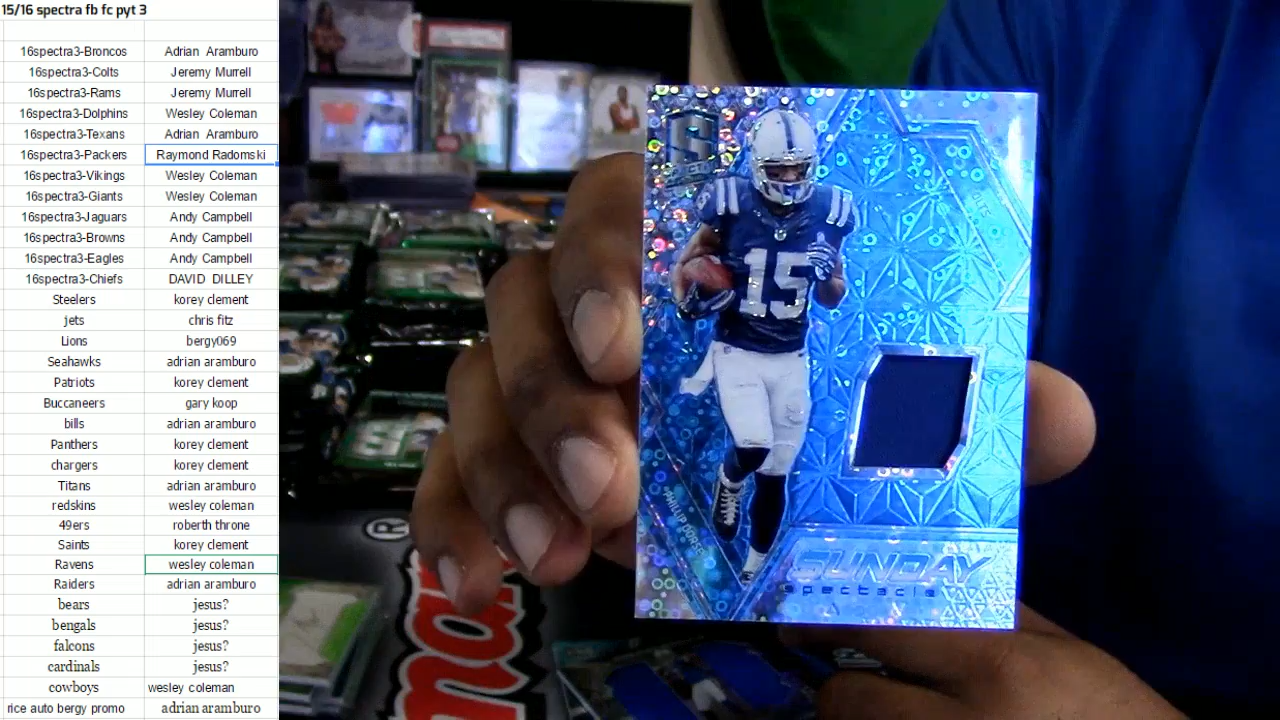 15/16 spectra fb fc pyt 3
16spectra3-Broncos Adrian Aramburo
16spectra3-Colts Jeremy Murrell
16spectra3-Rams Jeremy Murrell
16spectra3-Dolphins Wesley Coleman
16spectra3-Texans Adrian Aramburo
16spectra3-Packers Raymond Radomski
16spectra3-Vikings Wesley Coleman
16spectra3-Giants Wesley Coleman
16spectra3-Jaguars Andy Campbell
16spectra3-Browns Andy Campbell
16spectra3-Eagles Andy Campbell
16spectra3-Chiefs DAVID DILLEY
Steelers korey clement
jets chris fitz
Lions bergy069
Seahawks adrian aramburo
Patriots korey clement
Buccaneers gary koop
bills adrian aramburo
Panthers korey clement
chargers korey clement
Titans adrian aramburo
redskins wesley coleman
49ers roberth throne
Saints korey clement
Ravens wesley coleman
Raiders adrian aramburo
bears jesus?
bengals jesus?
falcons jesus?
cardinals jesus?
cowboys wesley coleman
rice auto bergy promo adrian aramburo
S
15
PHILLIP DORSETT
SUNDAY
Spectacle
®